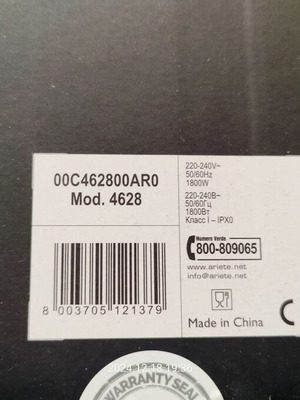 00C462800AR0
Mod. 4628
8 003705 121379
220-240V~
50/60Hz
1800W
220-240В~
50/60Гц
1800Вт
Класс I – IPX0
Numero Verde
800-809065
www.ariete.net
info@ariete.net
Made in China
2024.12.18 19:36
WARRANTY SEAL